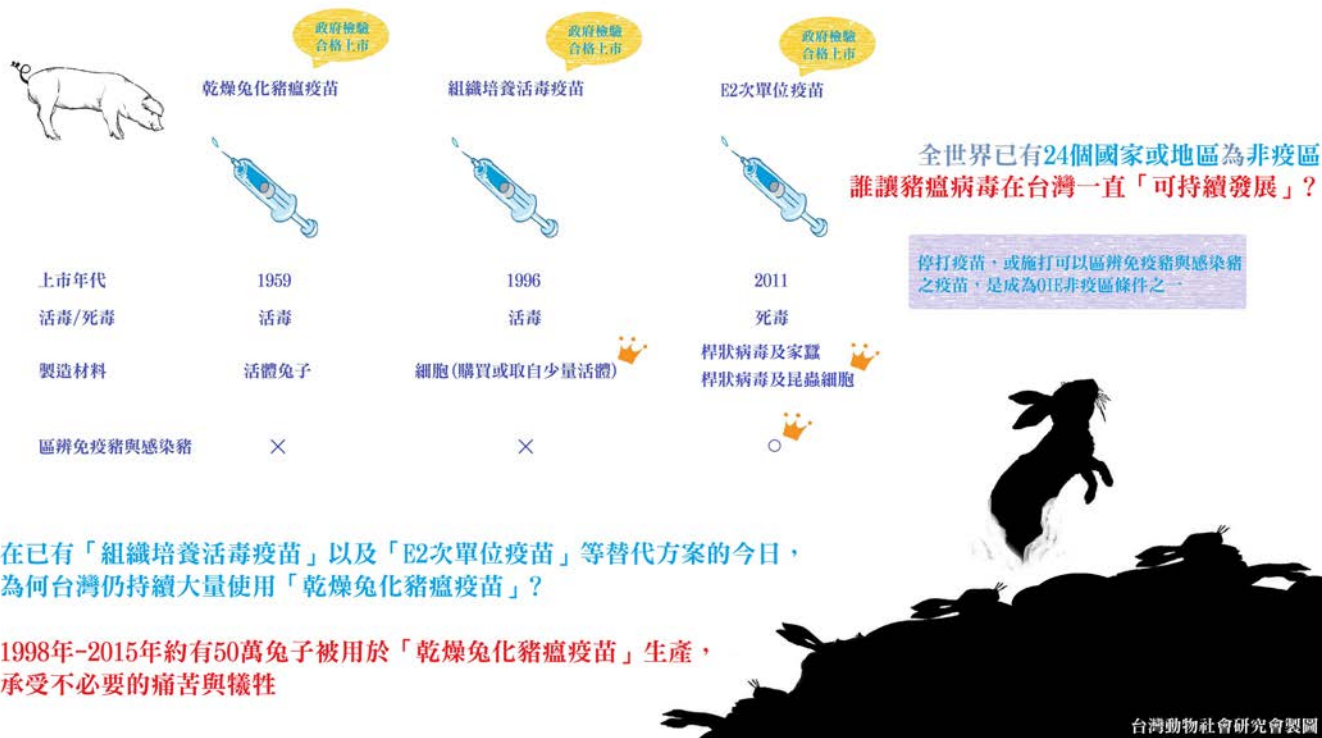 政府檢驗
合格上市
政府檢驗
合格上市
政府檢驗
合格上市
乾燥兔化豬瘟疫苗
組織培養活毒疫苗
E2次單位疫苗
全世界已有24個國家或地區為非疫區
誰讓豬瘟病毒在台灣一直「可持續發展」?
停打疫苗,或施打可以區辨免疫豬與感染豬
之疫苗,是成為OIE非疫區條件之一
上市年代 1959 1996 2011
活毒/死毒 活毒 活毒 死毒
製造材料 活體兔子 細胞(購買或取自少量活體) 桿狀病毒及家蠶
桿狀病毒及昆蟲細胞
區辨免疫豬與感染豬 × × ○
在已有「組織培養活毒疫苗」以及「E2次單位疫苗」等替代方案的今日,
為何台灣仍持續大量使用「乾燥兔化豬瘟疫苗」?
1998年-2015年約有50萬兔子被用於「乾燥兔化豬瘟疫苗」生產,
承受不必要的痛苦與犧牲
台灣動物社會研究會製圖